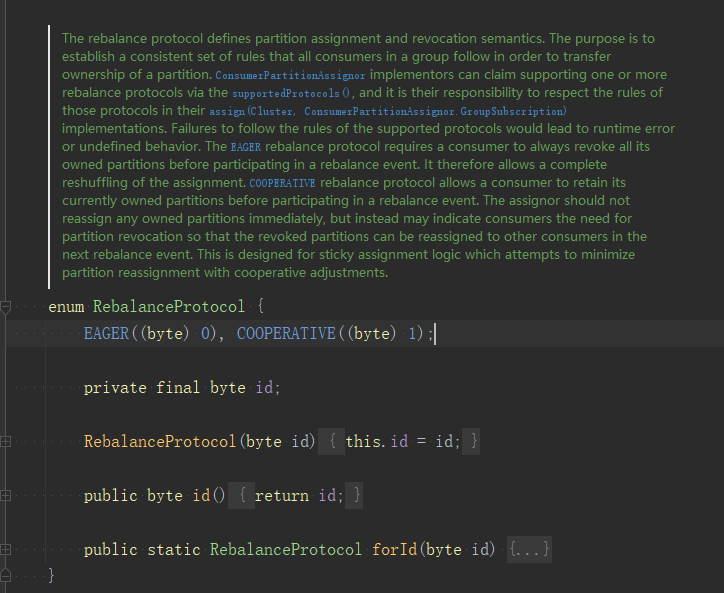 The rebalance protocol defines partition assignment and revocation semantics. The purpose is to
establish a consistent set of rules that all consumers in a group follow in order to transfer
ownership of a partition. ConsumerPartitionAssignor implementors can claim supporting one or more
rebalance protocols via the supportedProtocols(), and it is their responsibility to respect the rules of
those protocols in their assign(Cluster, ConsumerPartitionAssignor.GroupSubscription)
implementations. Failures to follow the rules of the supported protocols would lead to runtime error
or undefined behavior. The EAGER rebalance protocol requires a consumer to always revoke all its
owned partitions before participating in a rebalance event. It therefore allows a complete
reshuffling of the assignment. COOPERATIVE rebalance protocol allows a consumer to retain its
currently owned partitions before participating in a rebalance event. The assignor should not
reassign any owned partitions immediately, but instead may indicate consumers the need for
partition revocation so that the revoked partitions can be reassigned to other consumers in the
next rebalance event. This is designed for sticky assignment logic which attempts to minimize
partition reassignment with cooperative adjustments.
enum RebalanceProtocol {
EAGER((byte) 0), COOPERATIVE((byte) 1);
private final byte id;
RebalanceProtocol(byte id) { this.id = id; }
public byte id() { return id; }
public static RebalanceProtocol forId(byte id) {...}
}